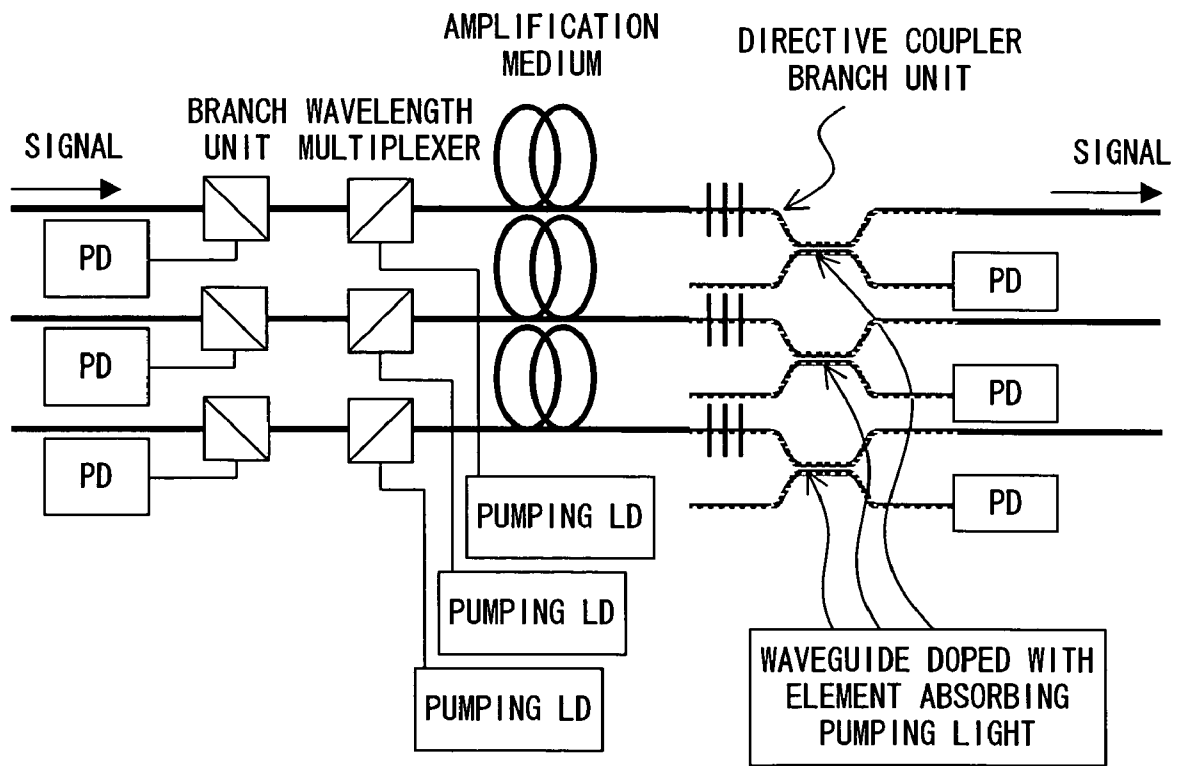 AMPLIFICATION
MEDIUM
DIRECTIVE COUPLER
BRANCH UNIT
BRANCH WAVELENGTH
UNIT MULTIPLEXER
SIGNAL
SIGNAL
PD
PD
PD
PD
PD
PD
PUMPING LD
PUMPING LD
PUMPING LD
WAVEGUIDE DOPED WITH
ELEMENT ABSORBING
PUMPING LIGHT